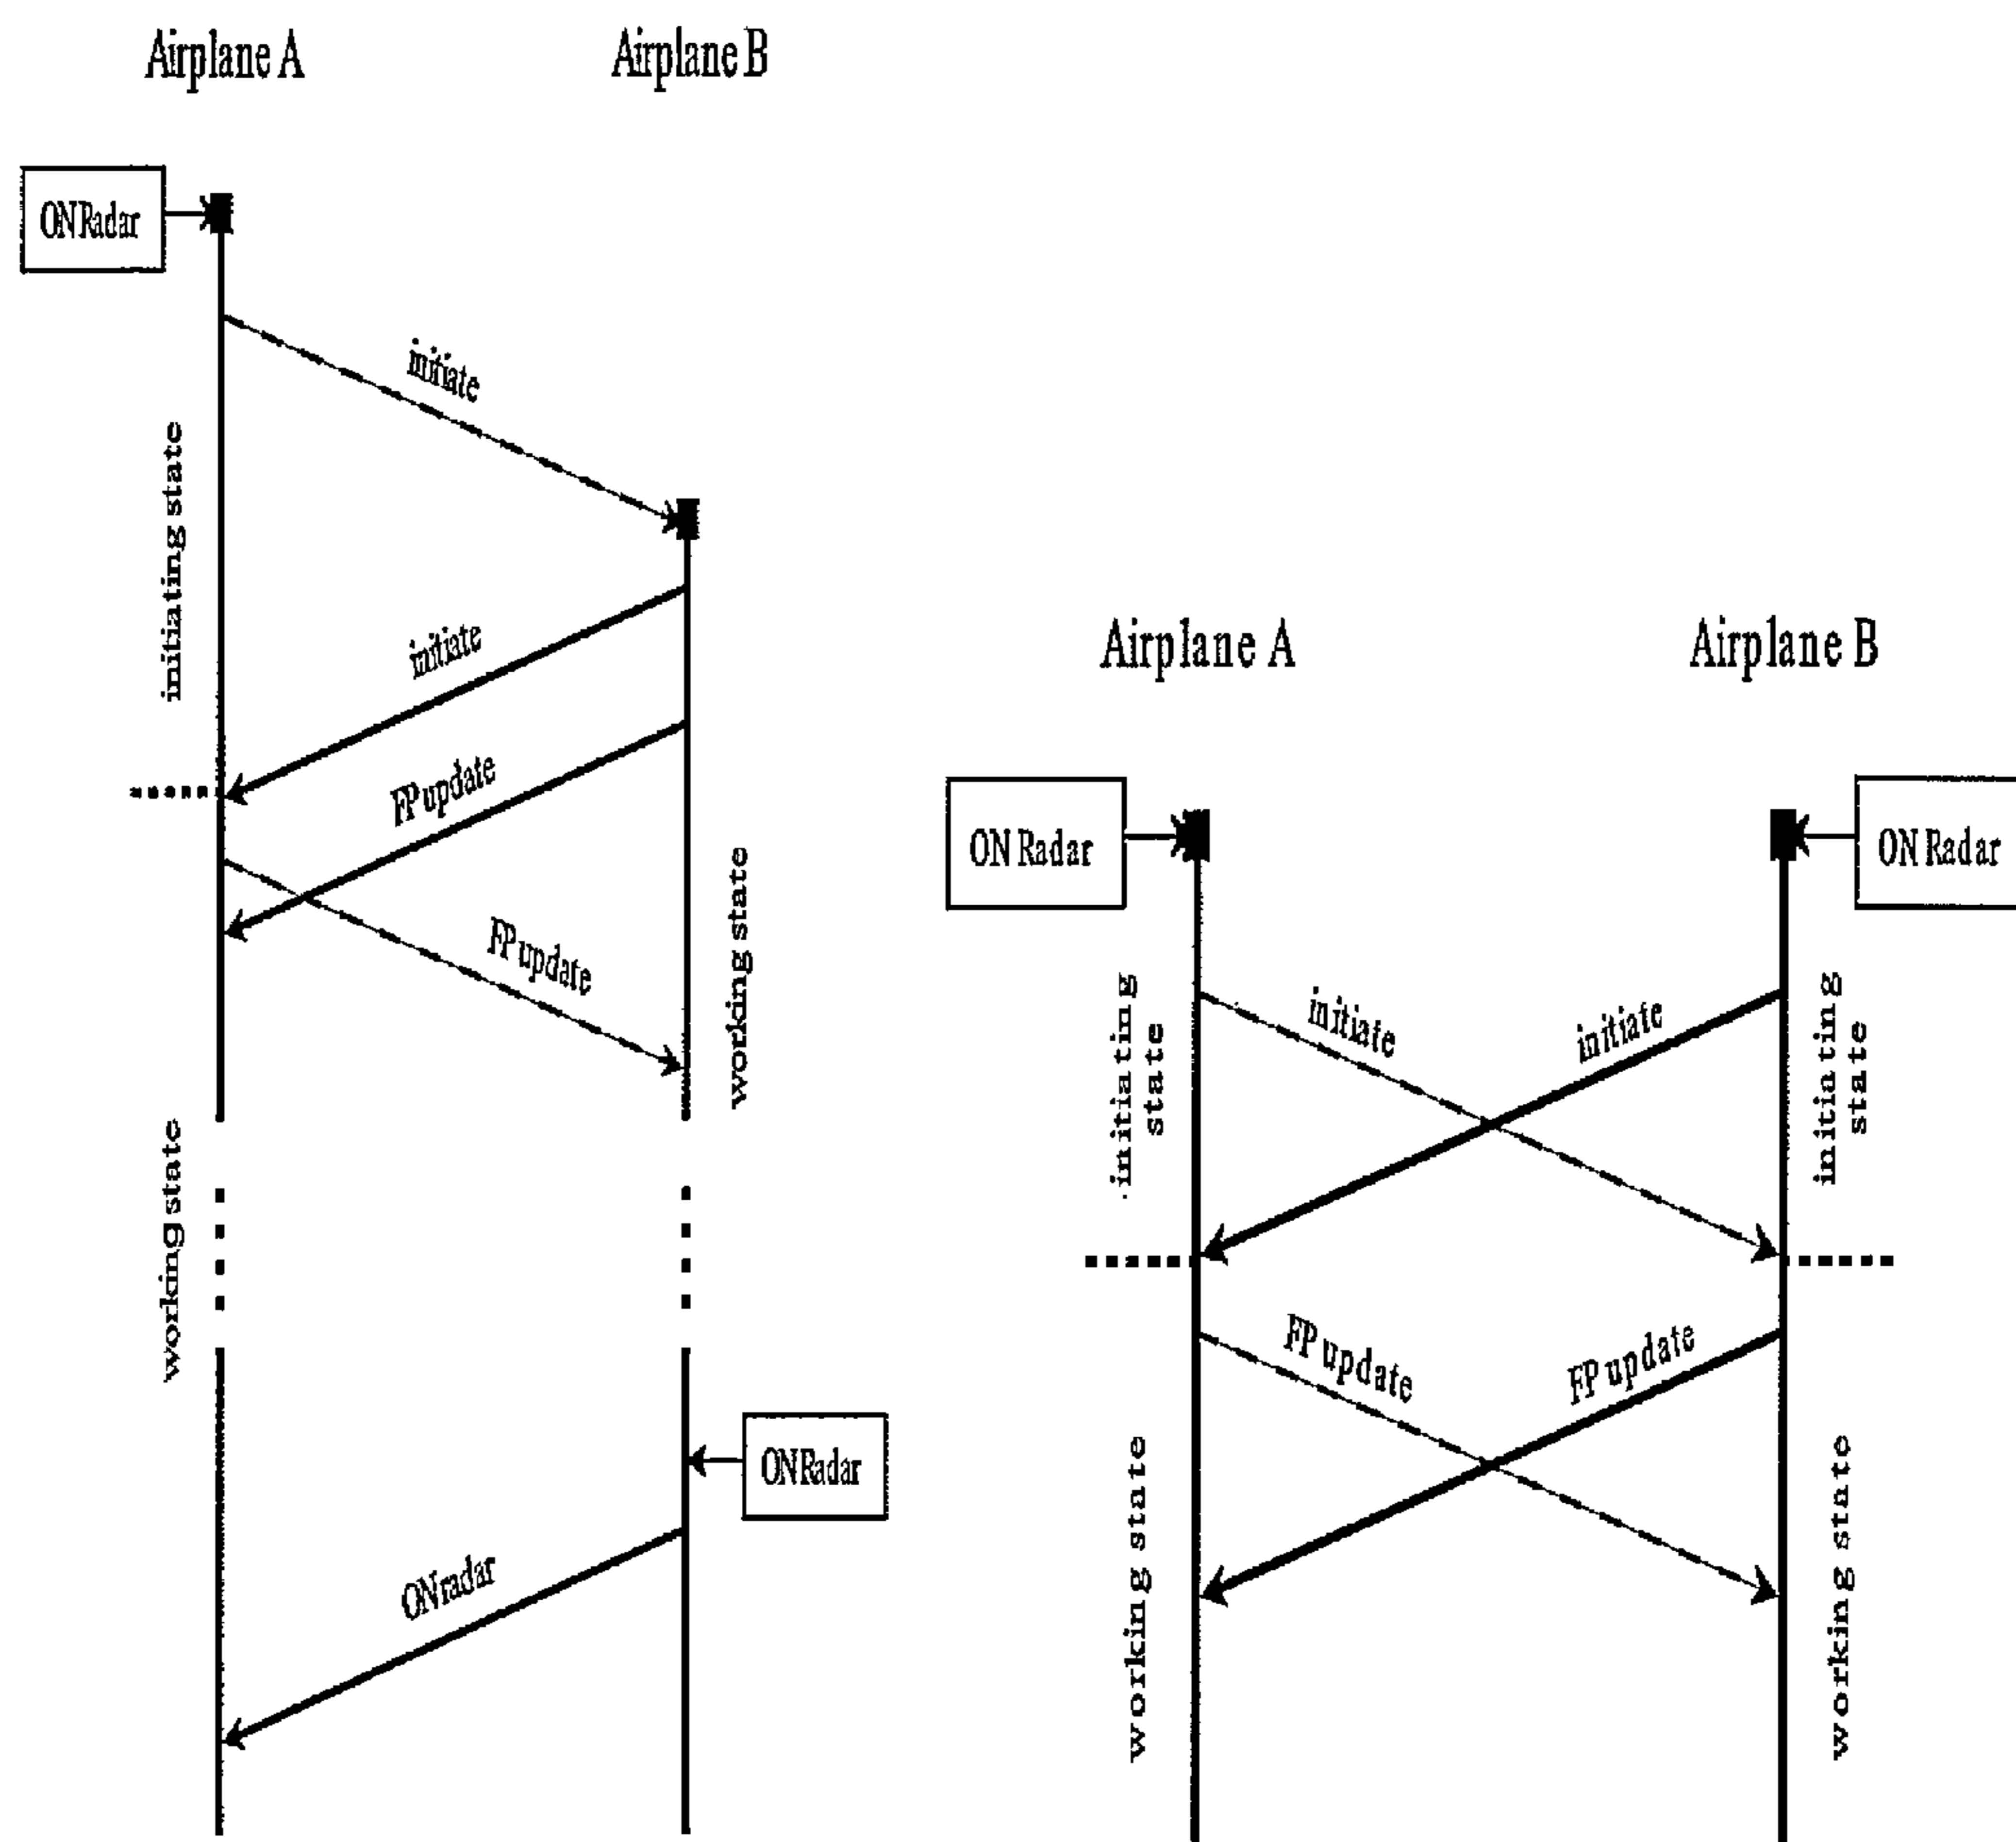 Airplane A
Airplane B
ON Radar
initiate
initiating state
initiate
FP update
FP update
working state
working state
ON Radar
ON radar
Airplane A
Airplane B
ON Radar
ON Radar
initiating
state
initiate
initiate
initiating
state
FP update
FP update
working state
working state